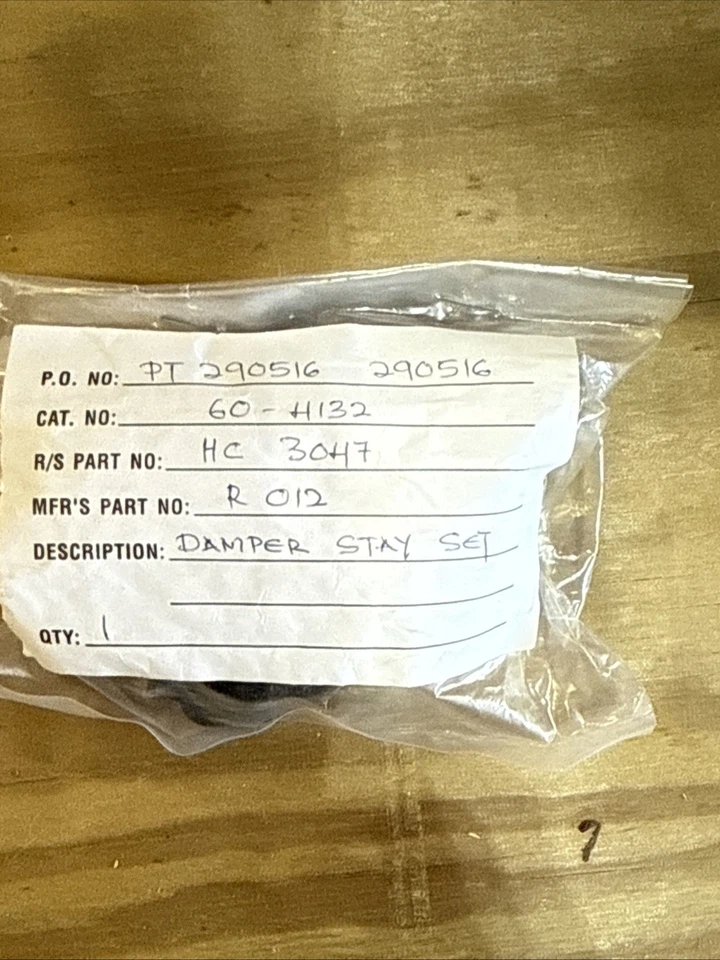 P.O. NO: PT 290516 290516
CAT. NO: 60-4132
R/S PART NO: HC 3047
MFR'S PART NO: R 012
DESCRIPTION: DAMPER STAY SET
QTY: 1